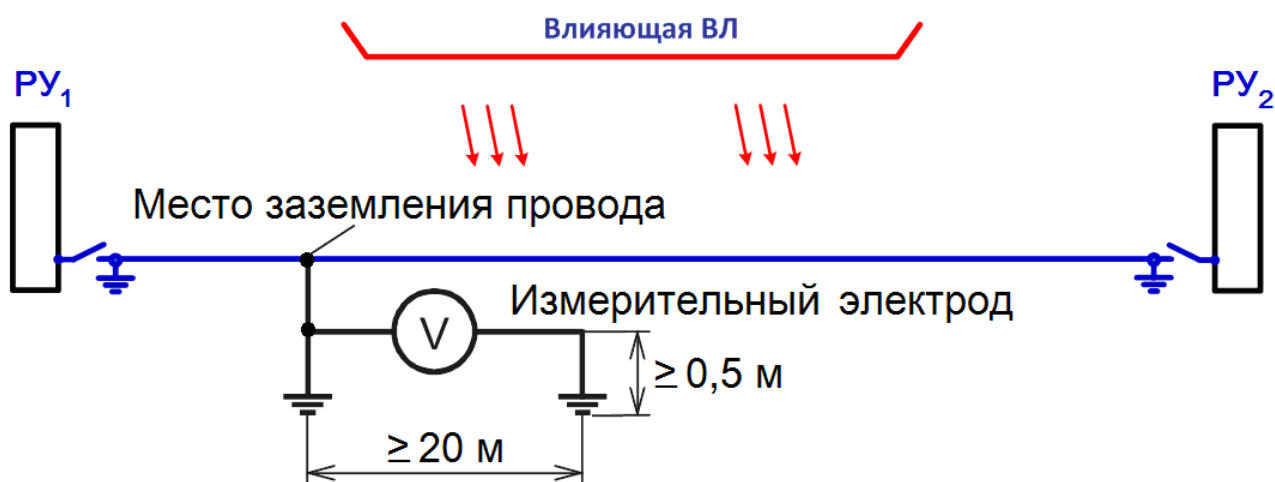 Влияющая ВЛ
РУ₁
РУ₂
Место заземления провода
Измерительный электрод
V
≥ 0,5 м
≥ 20 м